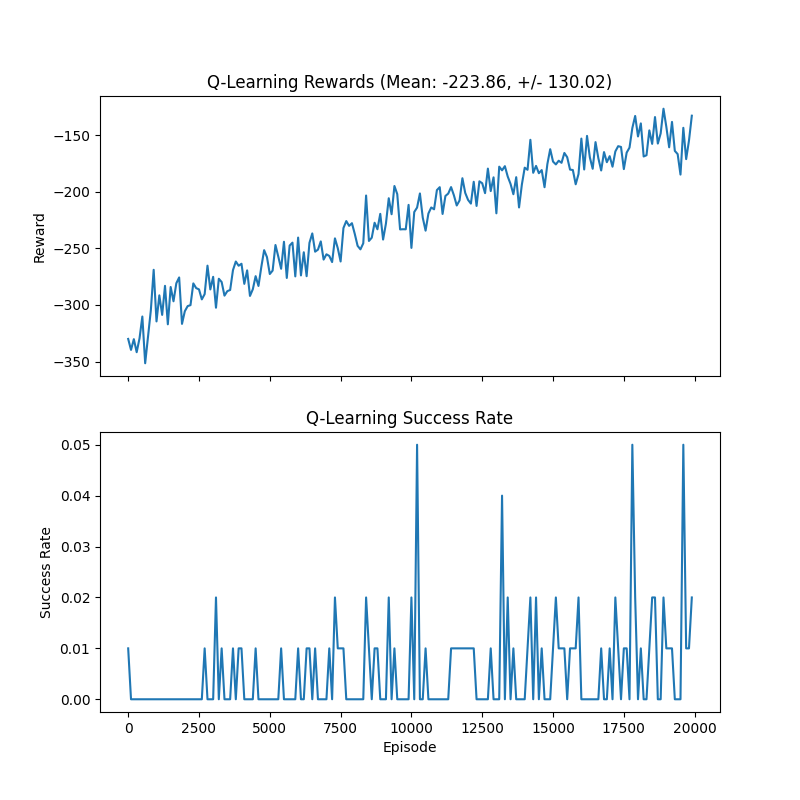 Q-Learning Rewards (Mean: -223.86, +/- 130.02)
−150
−200
−250
−300
−350
Reward
Q-Learning Success Rate
0.05
0.04
0.03
0.02
0.01
0.00
Success Rate
0 2500 5000 7500 10000 12500 15000 17500 20000
Episode